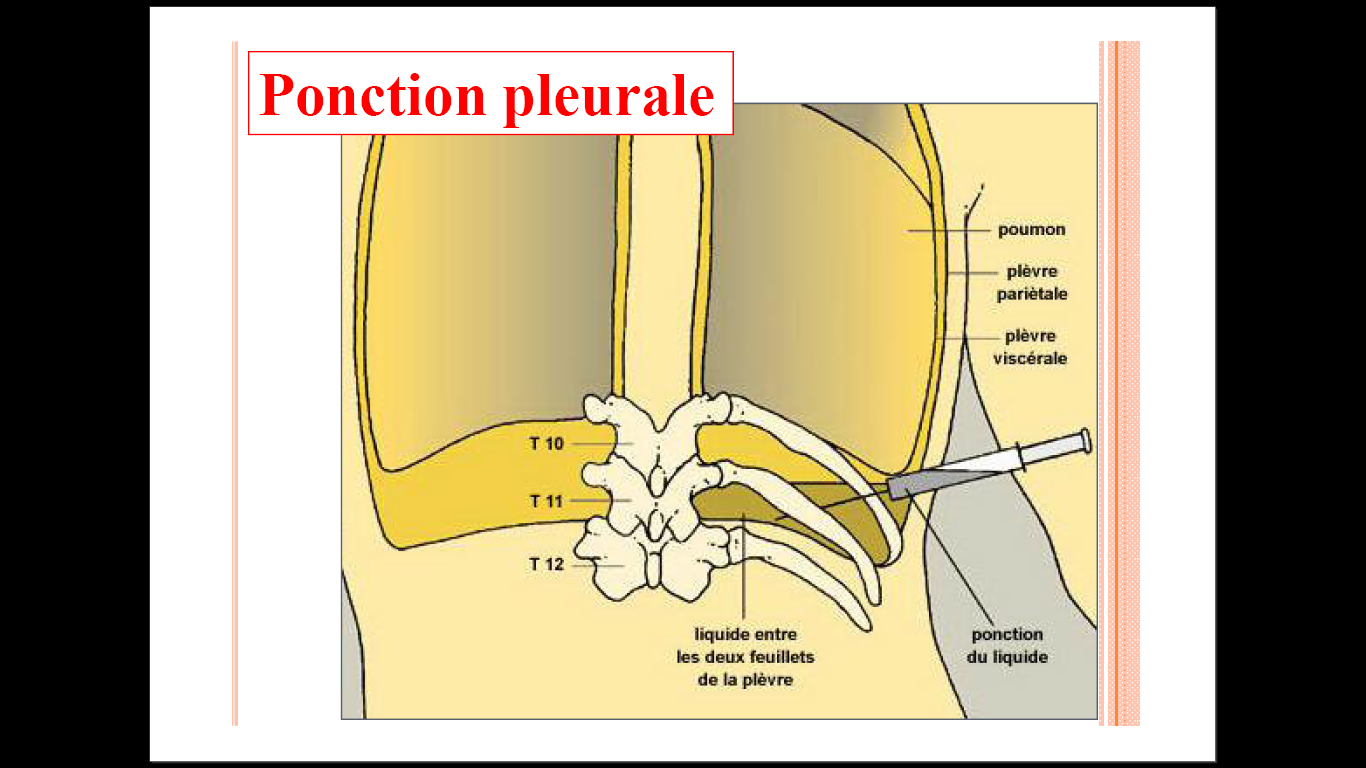 Ponction pleurale
poumon
plèvre
pariètale
plèvre
viscérale
T 10
T 11
T 12
liquide entre
les deux feuillets
de la plèvre
ponction
du liquide